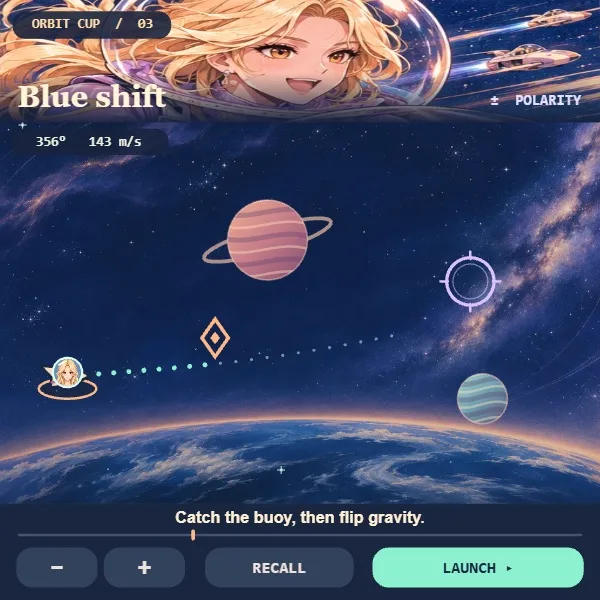 ORBIT CUP / 03
Blue shift
± POLARITY
356° 143 m/s
Catch the buoy, then flip gravity.
− + RECALL LAUNCH ▸